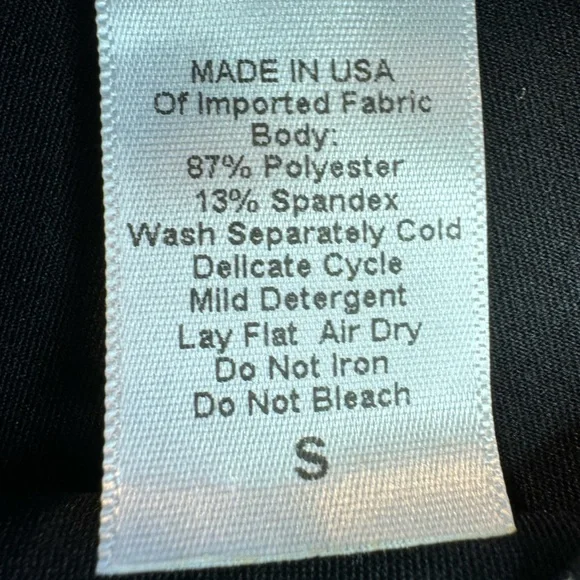 MADE IN USA
Of Imported Fabric
Body:
87% Polyester
13% Spandex
Wash Separately Cold
Delicate Cycle
Mild Detergent
Lay Flat Air Dry
Do Not Iron
Do Not Bleach
S